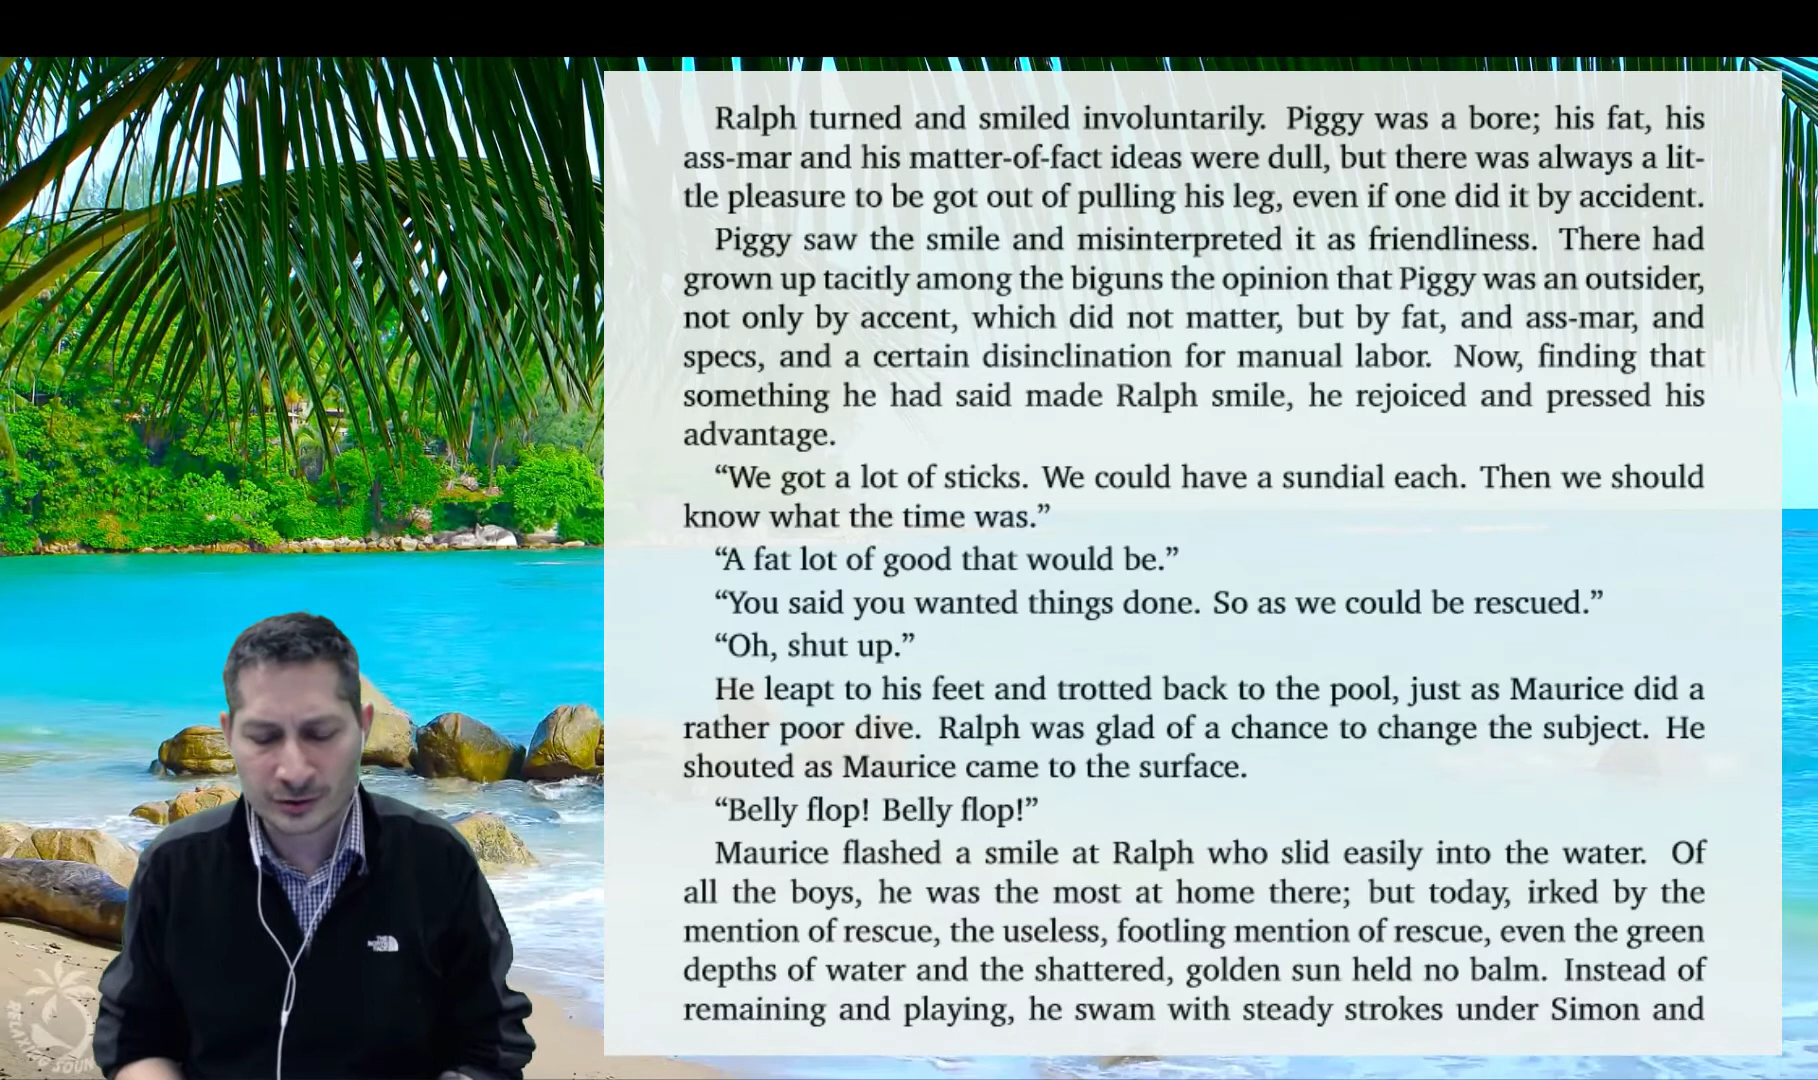 Ralph turned and smiled involuntarily. Piggy was a bore; his fat, his
ass-mar and his matter-of-fact ideas were dull, but there was always a lit-
tle pleasure to be got out of pulling his leg, even if one did it by accident.
Piggy saw the smile and misinterpreted it as friendliness. There had
grown up tacitly among the biguns the opinion that Piggy was an outsider,
not only by accent, which did not matter, but by fat, and ass-mar, and
specs, and a certain disinclination for manual labor. Now, finding that
something he had said made Ralph smile, he rejoiced and pressed his
advantage.
“We got a lot of sticks. We could have a sundial each. Then we should
know what the time was.”
“A fat lot of good that would be.”
“You said you wanted things done. So as we could be rescued.”
“Oh, shut up.”
He leapt to his feet and trotted back to the pool, just as Maurice did a
rather poor dive. Ralph was glad of a chance to change the subject. He
shouted as Maurice came to the surface.
“Belly flop! Belly flop!”
Maurice flashed a smile at Ralph who slid easily into the water. Of
all the boys, he was the most at home there; but today, irked by the
mention of rescue, the useless, footling mention of rescue, even the green
depths of water and the shattered, golden sun held no balm. Instead of
remaining and playing, he swam with steady strokes under Simon and
THE
NORTH
FACE